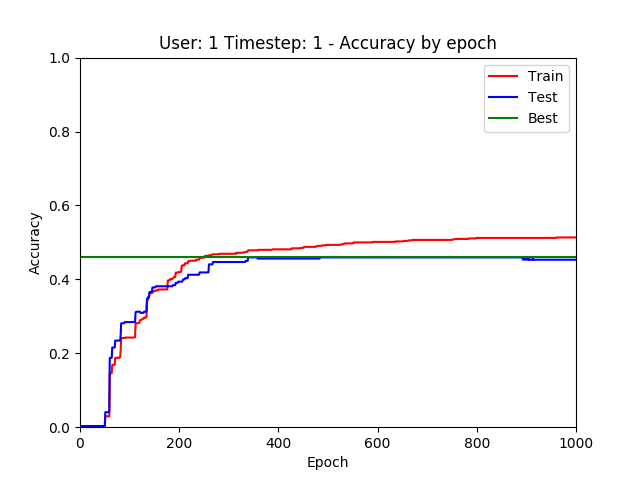 User: 1 Timestep: 1 - Accuracy by epoch
1.0
0.8
0.6
0.4
0.2
0.0
Accuracy
Train
Test
Best
0 200 400 600 800 1000
Epoch